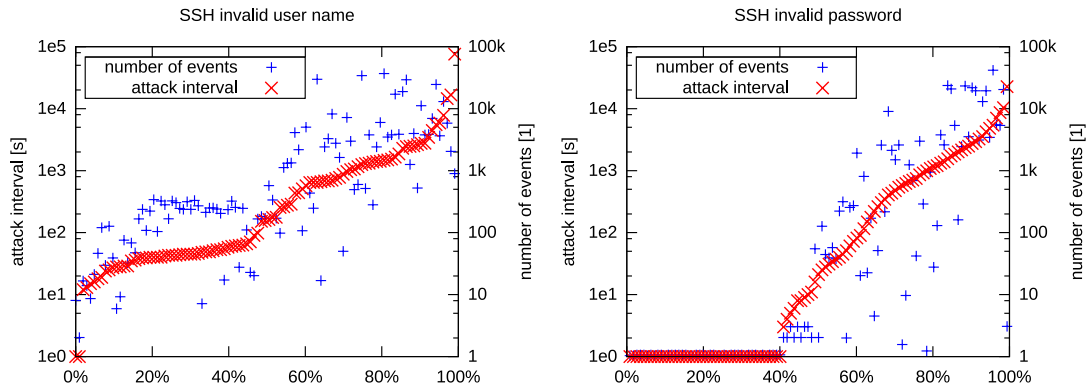 SSH invalid user name
number of events
attack interval
attack interval [s]
1e5
1e4
1e3
1e2
1e1
1e0
100k
10k
1k
100
10
1
number of events [1]
0% 20% 40% 60% 80% 100%
SSH invalid password
number of events
attack interval
attack interval [s]
1e5
1e4
1e3
1e2
1e1
1e0
100k
10k
1k
100
10
1
number of events [1]
0% 20% 40% 60% 80% 100%